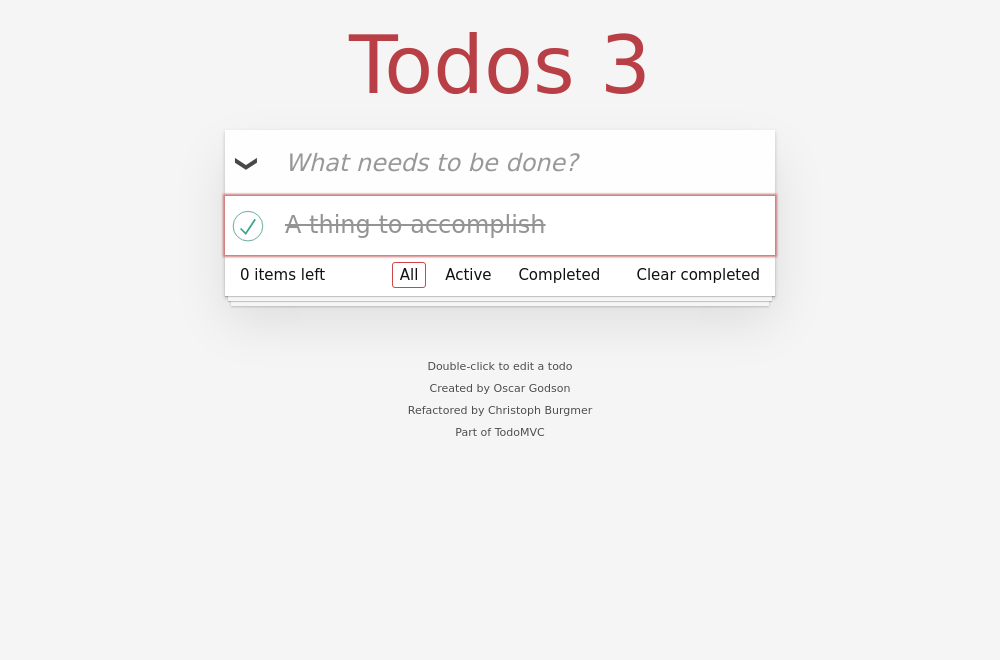 Todos 3
What needs to be done?
A thing to accomplish
0 items left All Active Completed Clear completed
Double-click to edit a todo
Created by Oscar Godson
Refactored by Christoph Burgmer
Part of TodoMVC